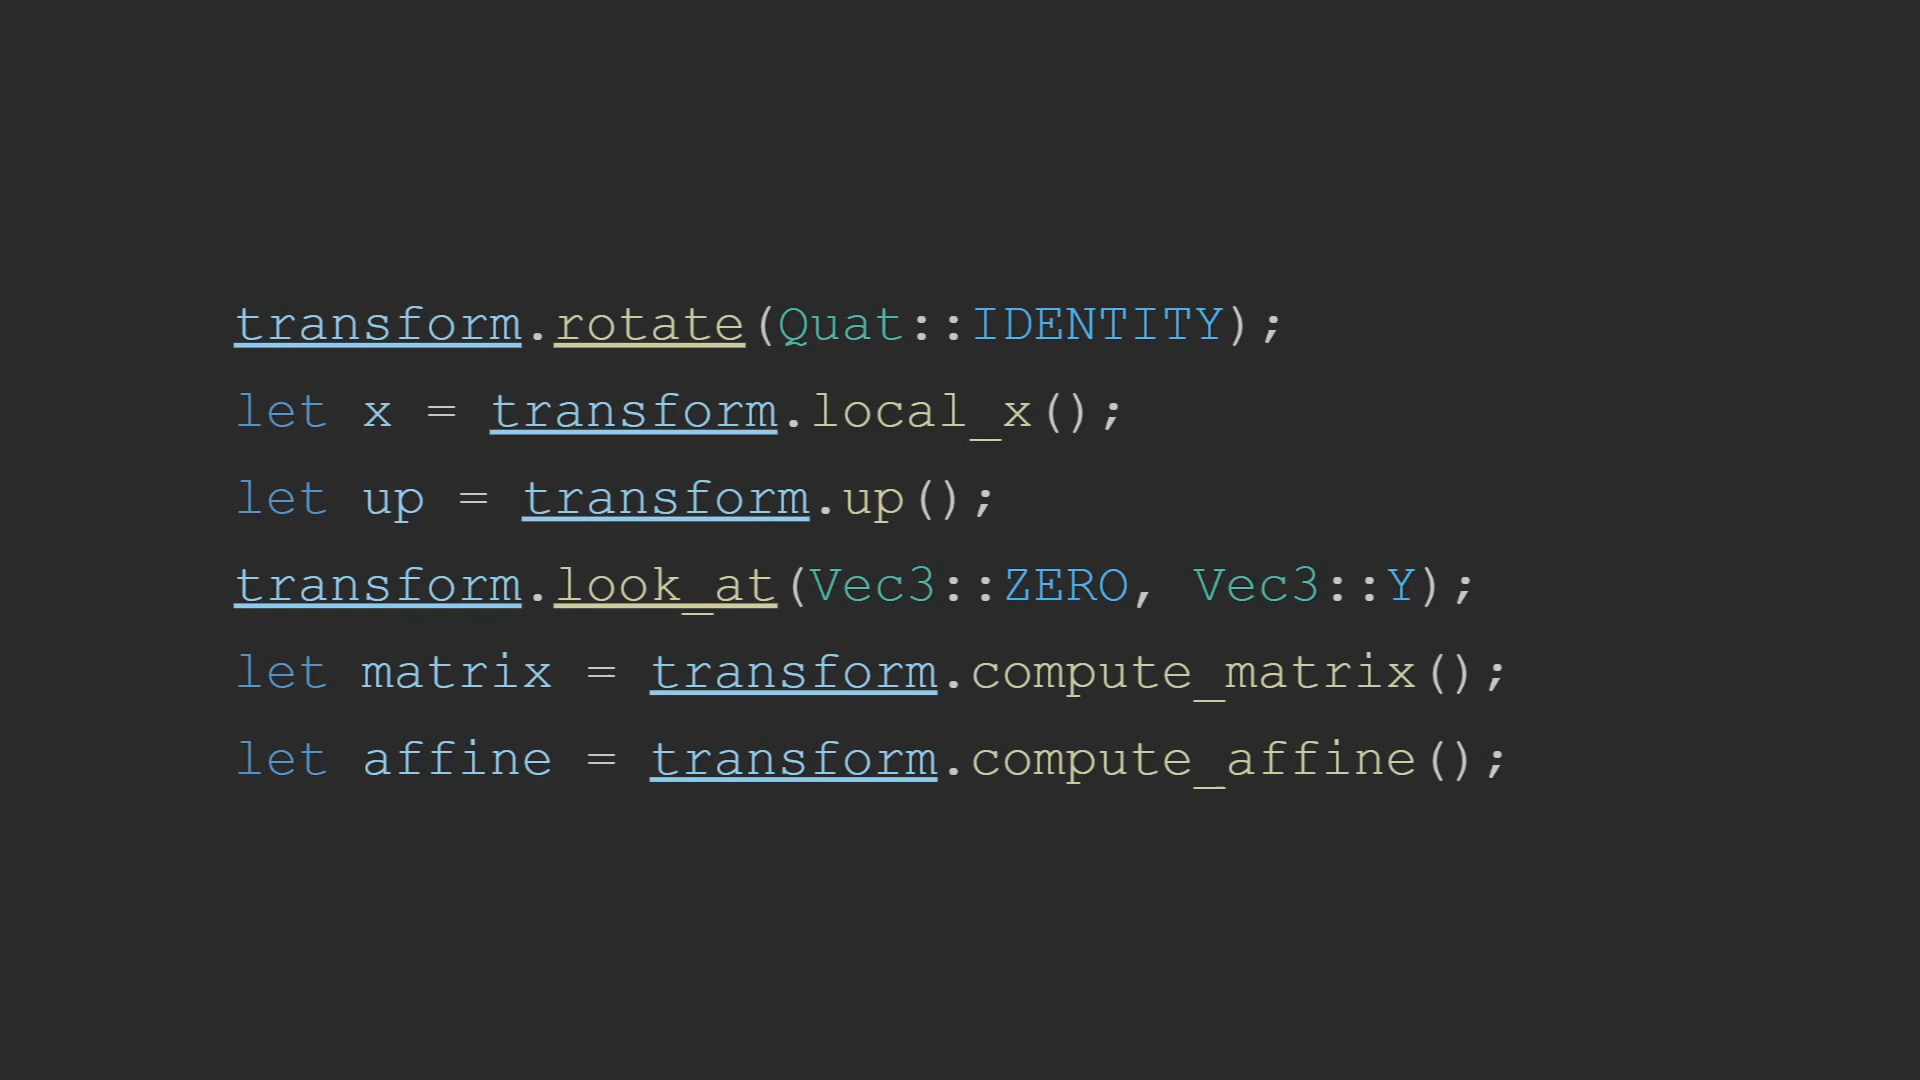 transform.rotate(Quat::IDENTITY);
let x = transform.local_x();
let up = transform.up();
transform.look_at(Vec3::ZERO, Vec3::Y);
let matrix = transform.compute_matrix();
let affine = transform.compute_affine();